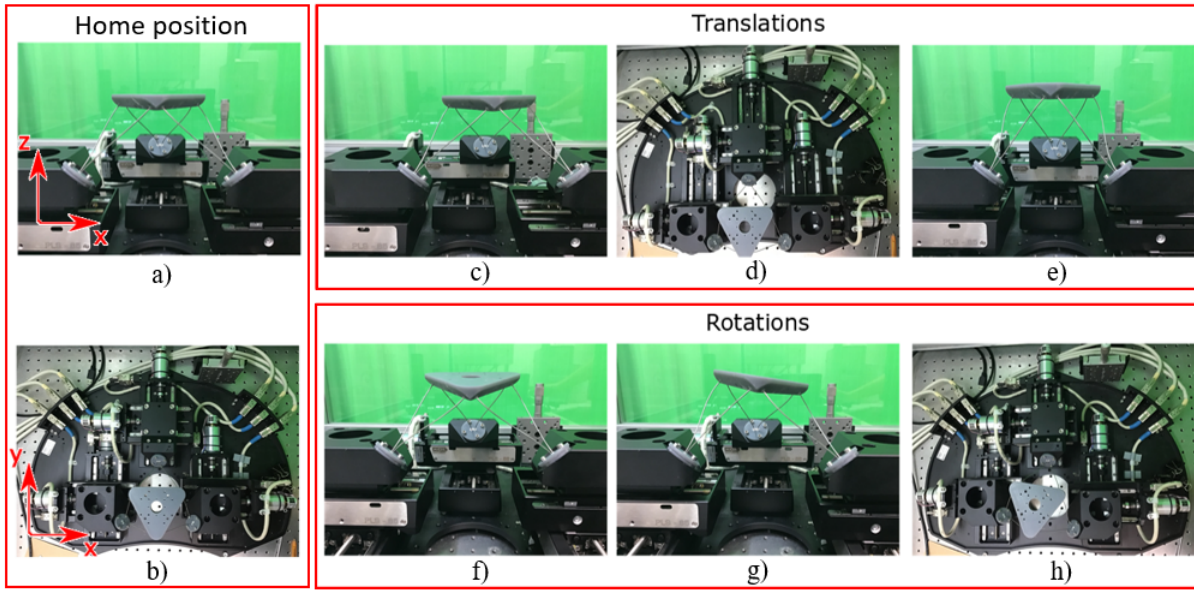 Home position
Translations
z
x
a)
c)
d)
e)
Rotations
y
x
b)
f)
g)
h)